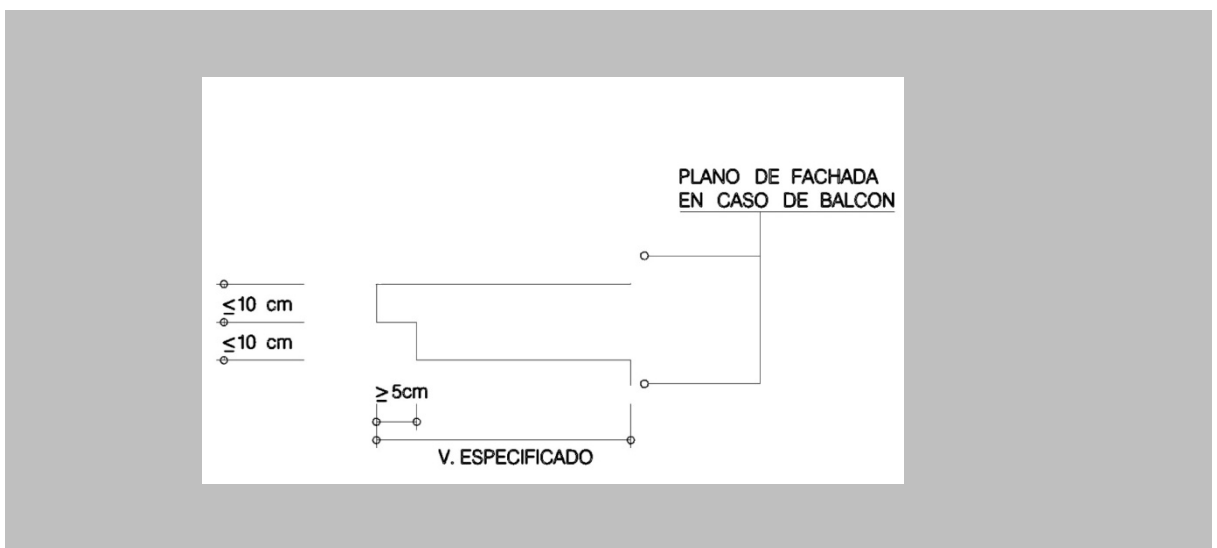 PLANO DE FACHADA
EN CASO DE BALCON
≤10 cm
≤10 cm
≥5cm
V. ESPECIFICADO